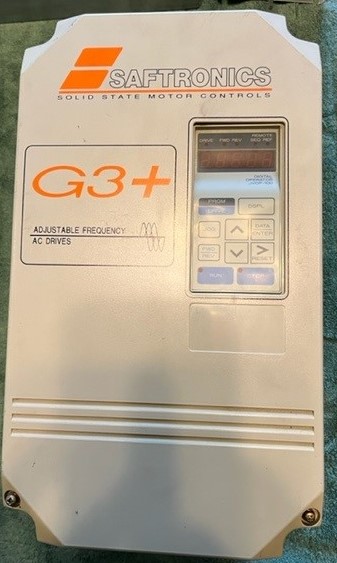 SAFTRONICS
SOLID STATE MOTOR CONTROLS
G3+
ADJUSTABLE FREQUENCY
AC DRIVES
REMOTE
DRIVE FWD REV SEQ REF
DIGITAL
OPERATOR
PRGM
DRIVE
DSPL
JOG
DATA
ENTER
FWD
REV
RESET
RUN